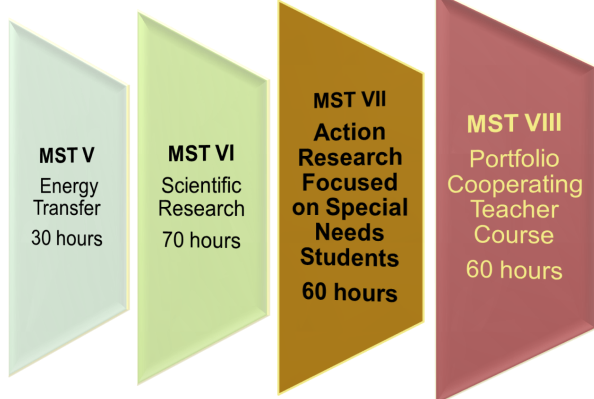 MST V
Energy
Transfer
30 hours
MST VI
Scientific
Research
70 hours
MST VII
Action
Research
Focused
on Special
Needs
Students
60 hours
MST VIII
Portfolio
Cooperating
Teacher
Course
60 hours